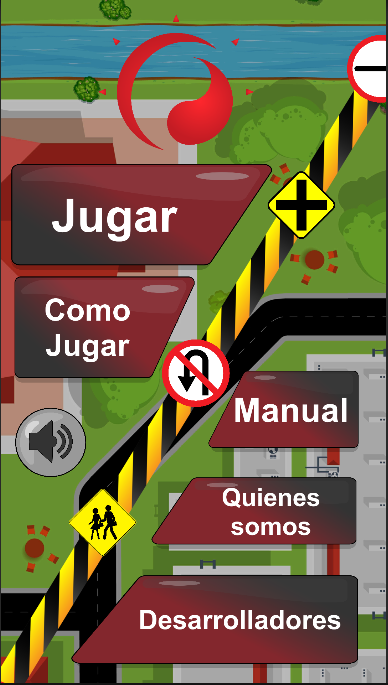 Jugar
Como
Jugar
Manual
Quienes
somos
Desarrolladores